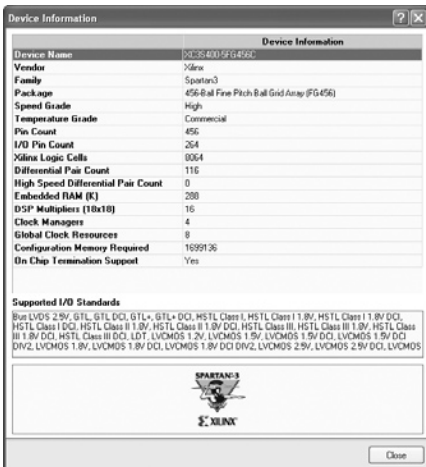 Device Information
Device Information
Device Name XC3S400-5FG456C
Vendor Xilinx
Family Spartan3
Package 456-Ball Fine Pitch Ball Grid Array (FG456)
Speed Grade High
Temperature Grade Commercial
Pin Count 456
I/O Pin Count 264
Xilinx Logic Cells 8064
Differential Pair Count 116
High Speed Differential Pair Count 0
Embedded RAM (K) 288
DSP Multipliers (18x18) 16
Clock Managers 4
Global Clock Resources 8
Configuration Memory Required 1699136
On Chip Termination Support Yes
Supported I/O Standards
Bus LVDS 2.5V, GTL, GTL DCI, GTL+, GTL+ DCI, HSTL Class I, HSTL Class I 1.8V, HSTL Class I 1.8V DCI,
HSTL Class I DCI, HSTL Class II 1.8V, HSTL Class II 1.8V DCI, HSTL Class III, HSTL Class III 1.8V, HSTL Class
III 1.8V DCI, HSTL Class III DCI, LDT, LVCMOS 1.2V, LVCMOS 1.5V, LVCMOS 1.5V DCI, LVCMOS 1.5V DCI
DIV2, LVCMOS 1.8V, LVCMOS 1.8V DCI, LVCMOS 1.8V DCI DIV2, LVCMOS 2.5V, LVCMOS 2.5V DCI, LVCMOS
SPARTAN-3
XILINX
Close